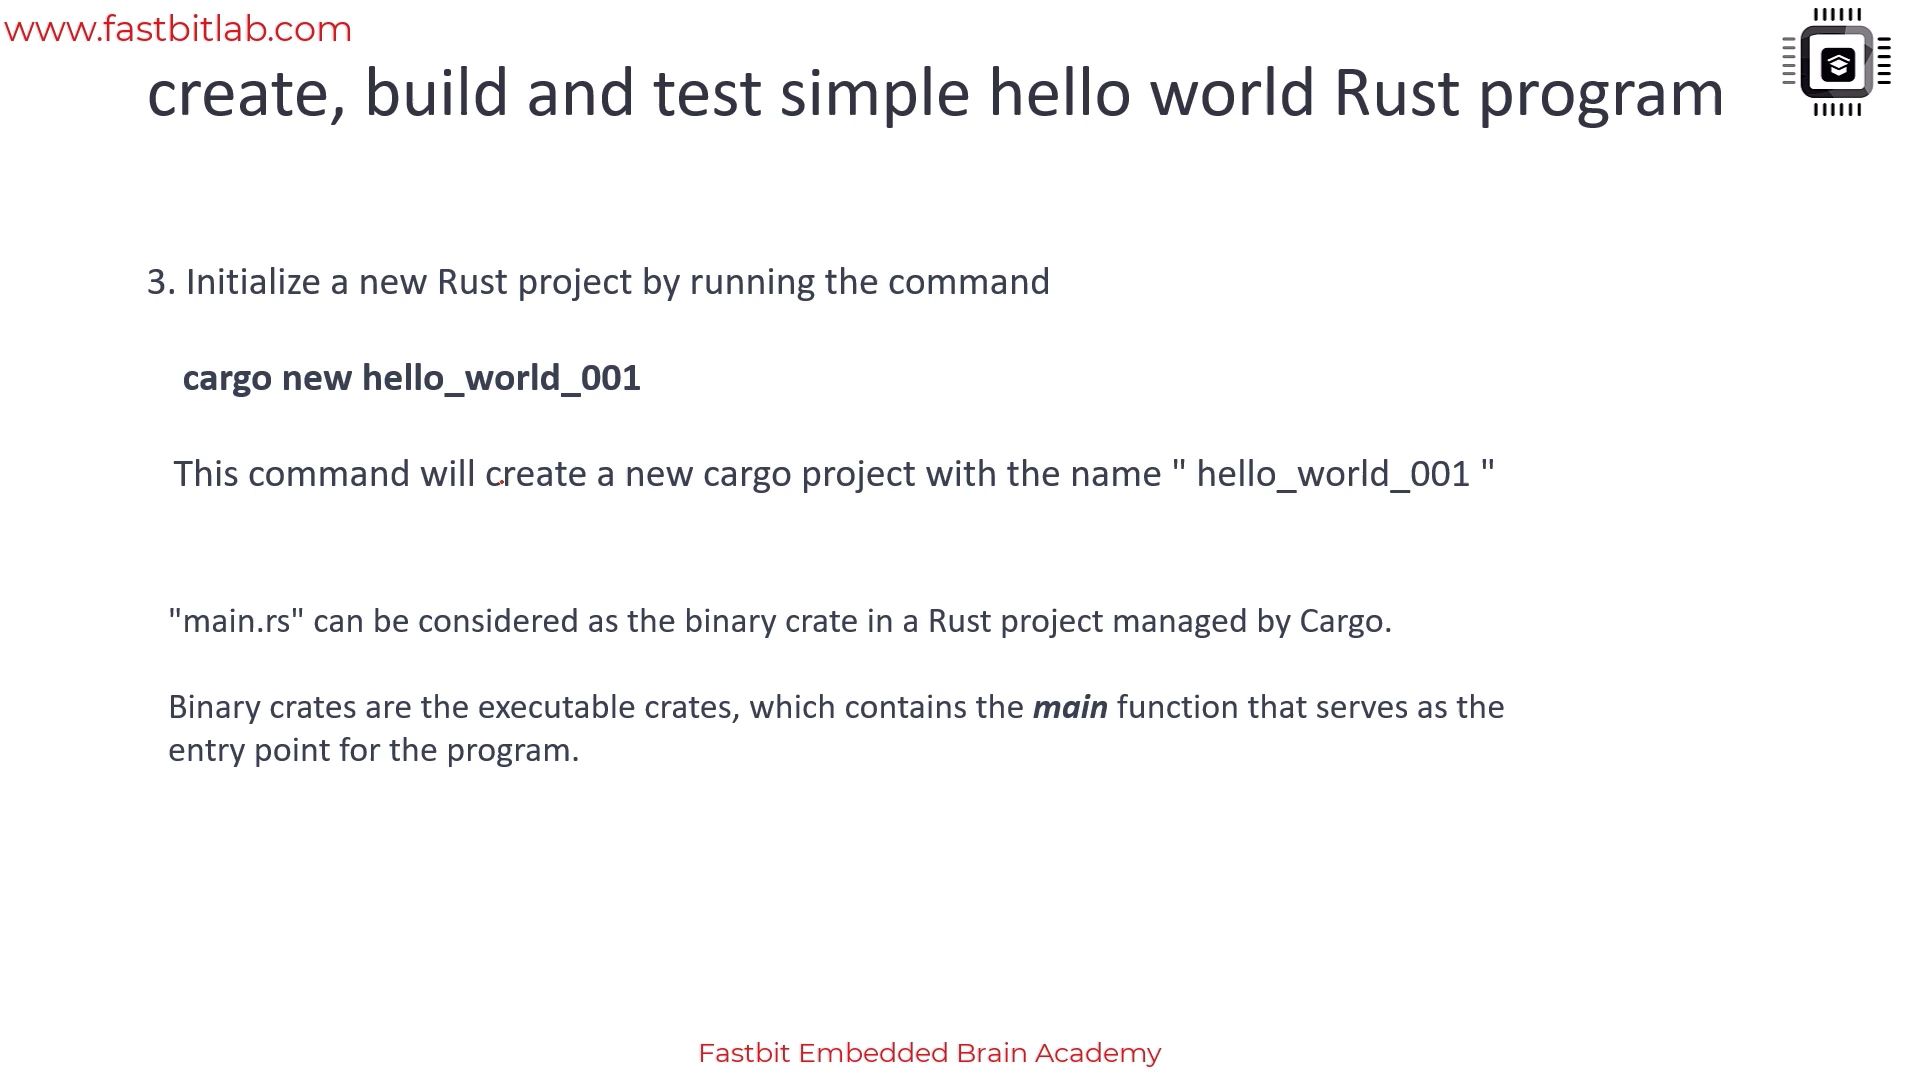 www.fastbitlab.com
create, build and test simple hello world Rust program
3. Initialize a new Rust project by running the command
cargo new hello_world_001
This command will create a new cargo project with the name " hello_world_001 "
"main.rs" can be considered as the binary crate in a Rust project managed by Cargo.
Binary crates are the executable crates, which contains the main function that serves as the
entry point for the program.
Fastbit Embedded Brain Academy